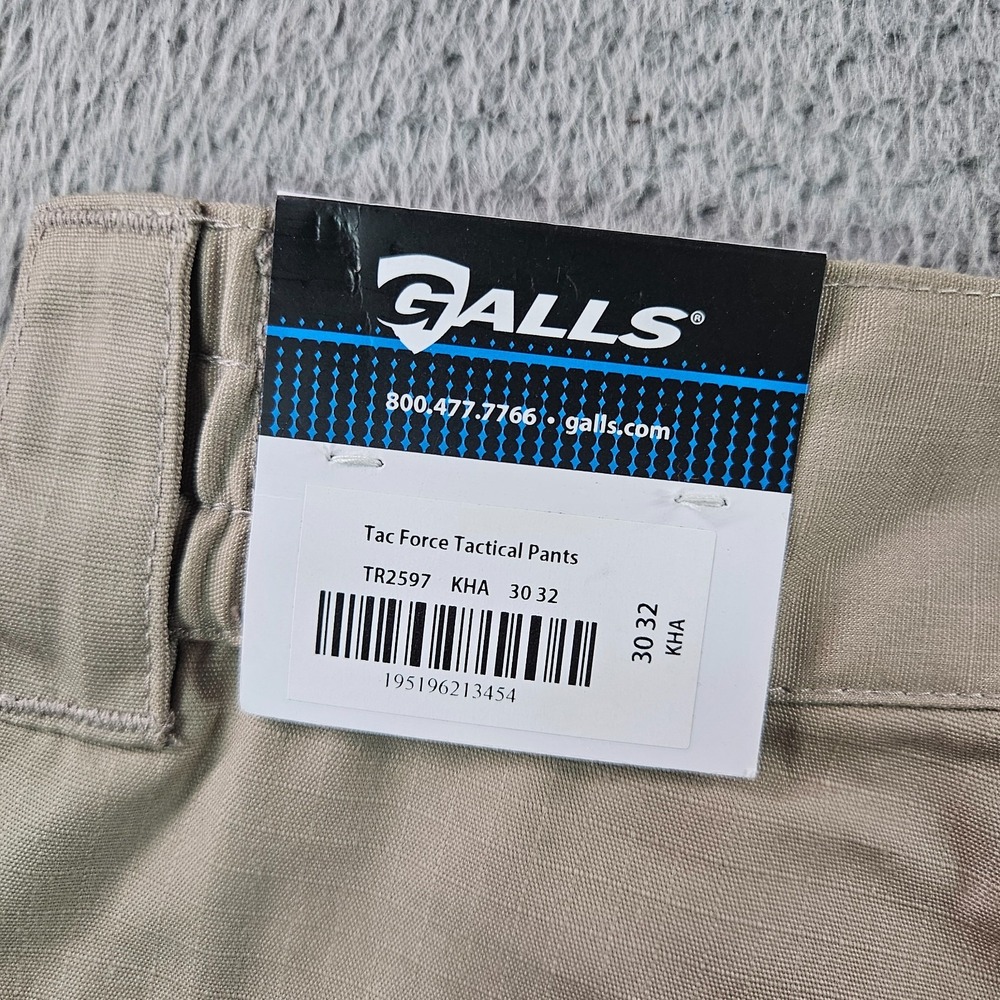 GALLS®
800.477.7766 • galls.com
Tac Force Tactical Pants
TR2597 KHA 30 32
195196213454
30 32
KHA